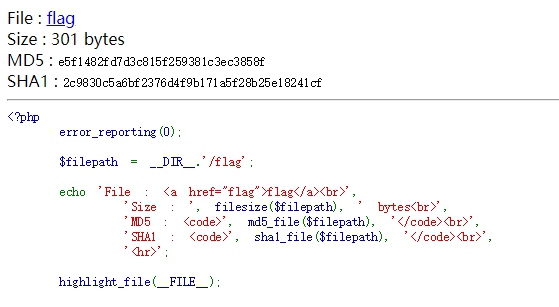 File : flag
Size : 301 bytes
MD5 : e5f1482fd7d3c815f259381c3ec3858f
SHA1 : 2c9830c5a6bf2376d4f9b171a5f28b25e18241cf
<?php
error_reporting(0);
$filepath = __DIR__.'/flag';
echo 'File : <a href="flag">flag</a><br>',
'Size : ', filesize($filepath), ' bytes<br>',
'MD5 : <code>', md5_file($filepath), '</code><br>',
'SHA1 : <code>', sha1_file($filepath), '</code><br>',
'<hr>';
highlight_file(__FILE__);